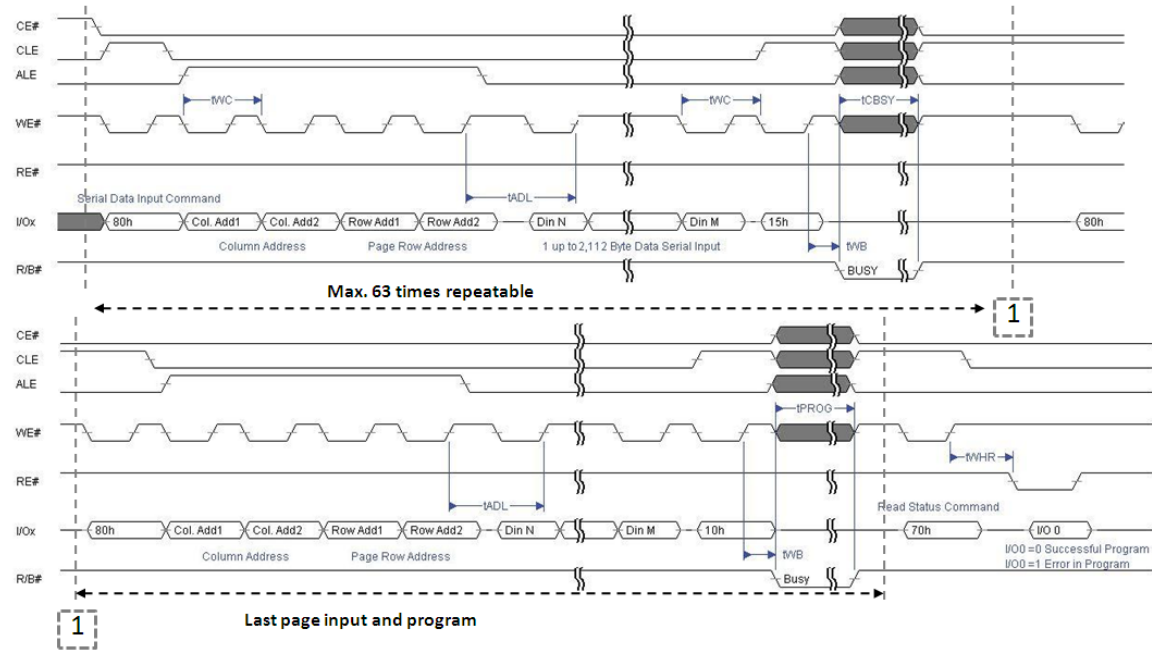 CE#
CLE
ALE
tWC
tWC
tCBSY
WE#
RE#
tADL
Serial Data Input Command
I/Ox
80h
Col. Add1
Col. Add2
Row Add1
Row Add2
Din N
Din M
15h
80h
Column Address
Page Row Address
1 up to 2,112 Byte Data Serial Input
tWB
R/B#
BUSY
Max. 63 times repeatable
1
CE#
CLE
ALE
tPROG
WE#
tWHR
RE#
tADL
Read Status Command
I/Ox
80h
Col. Add1
Col. Add2
Row Add1
Row Add2
Din N
Din M
10h
70h
I/O 0
Column Address
Page Row Address
tWB
I/O0 =0 Successful Program
I/O0 =1 Error in Program
R/B#
Busy
Last page input and program
1